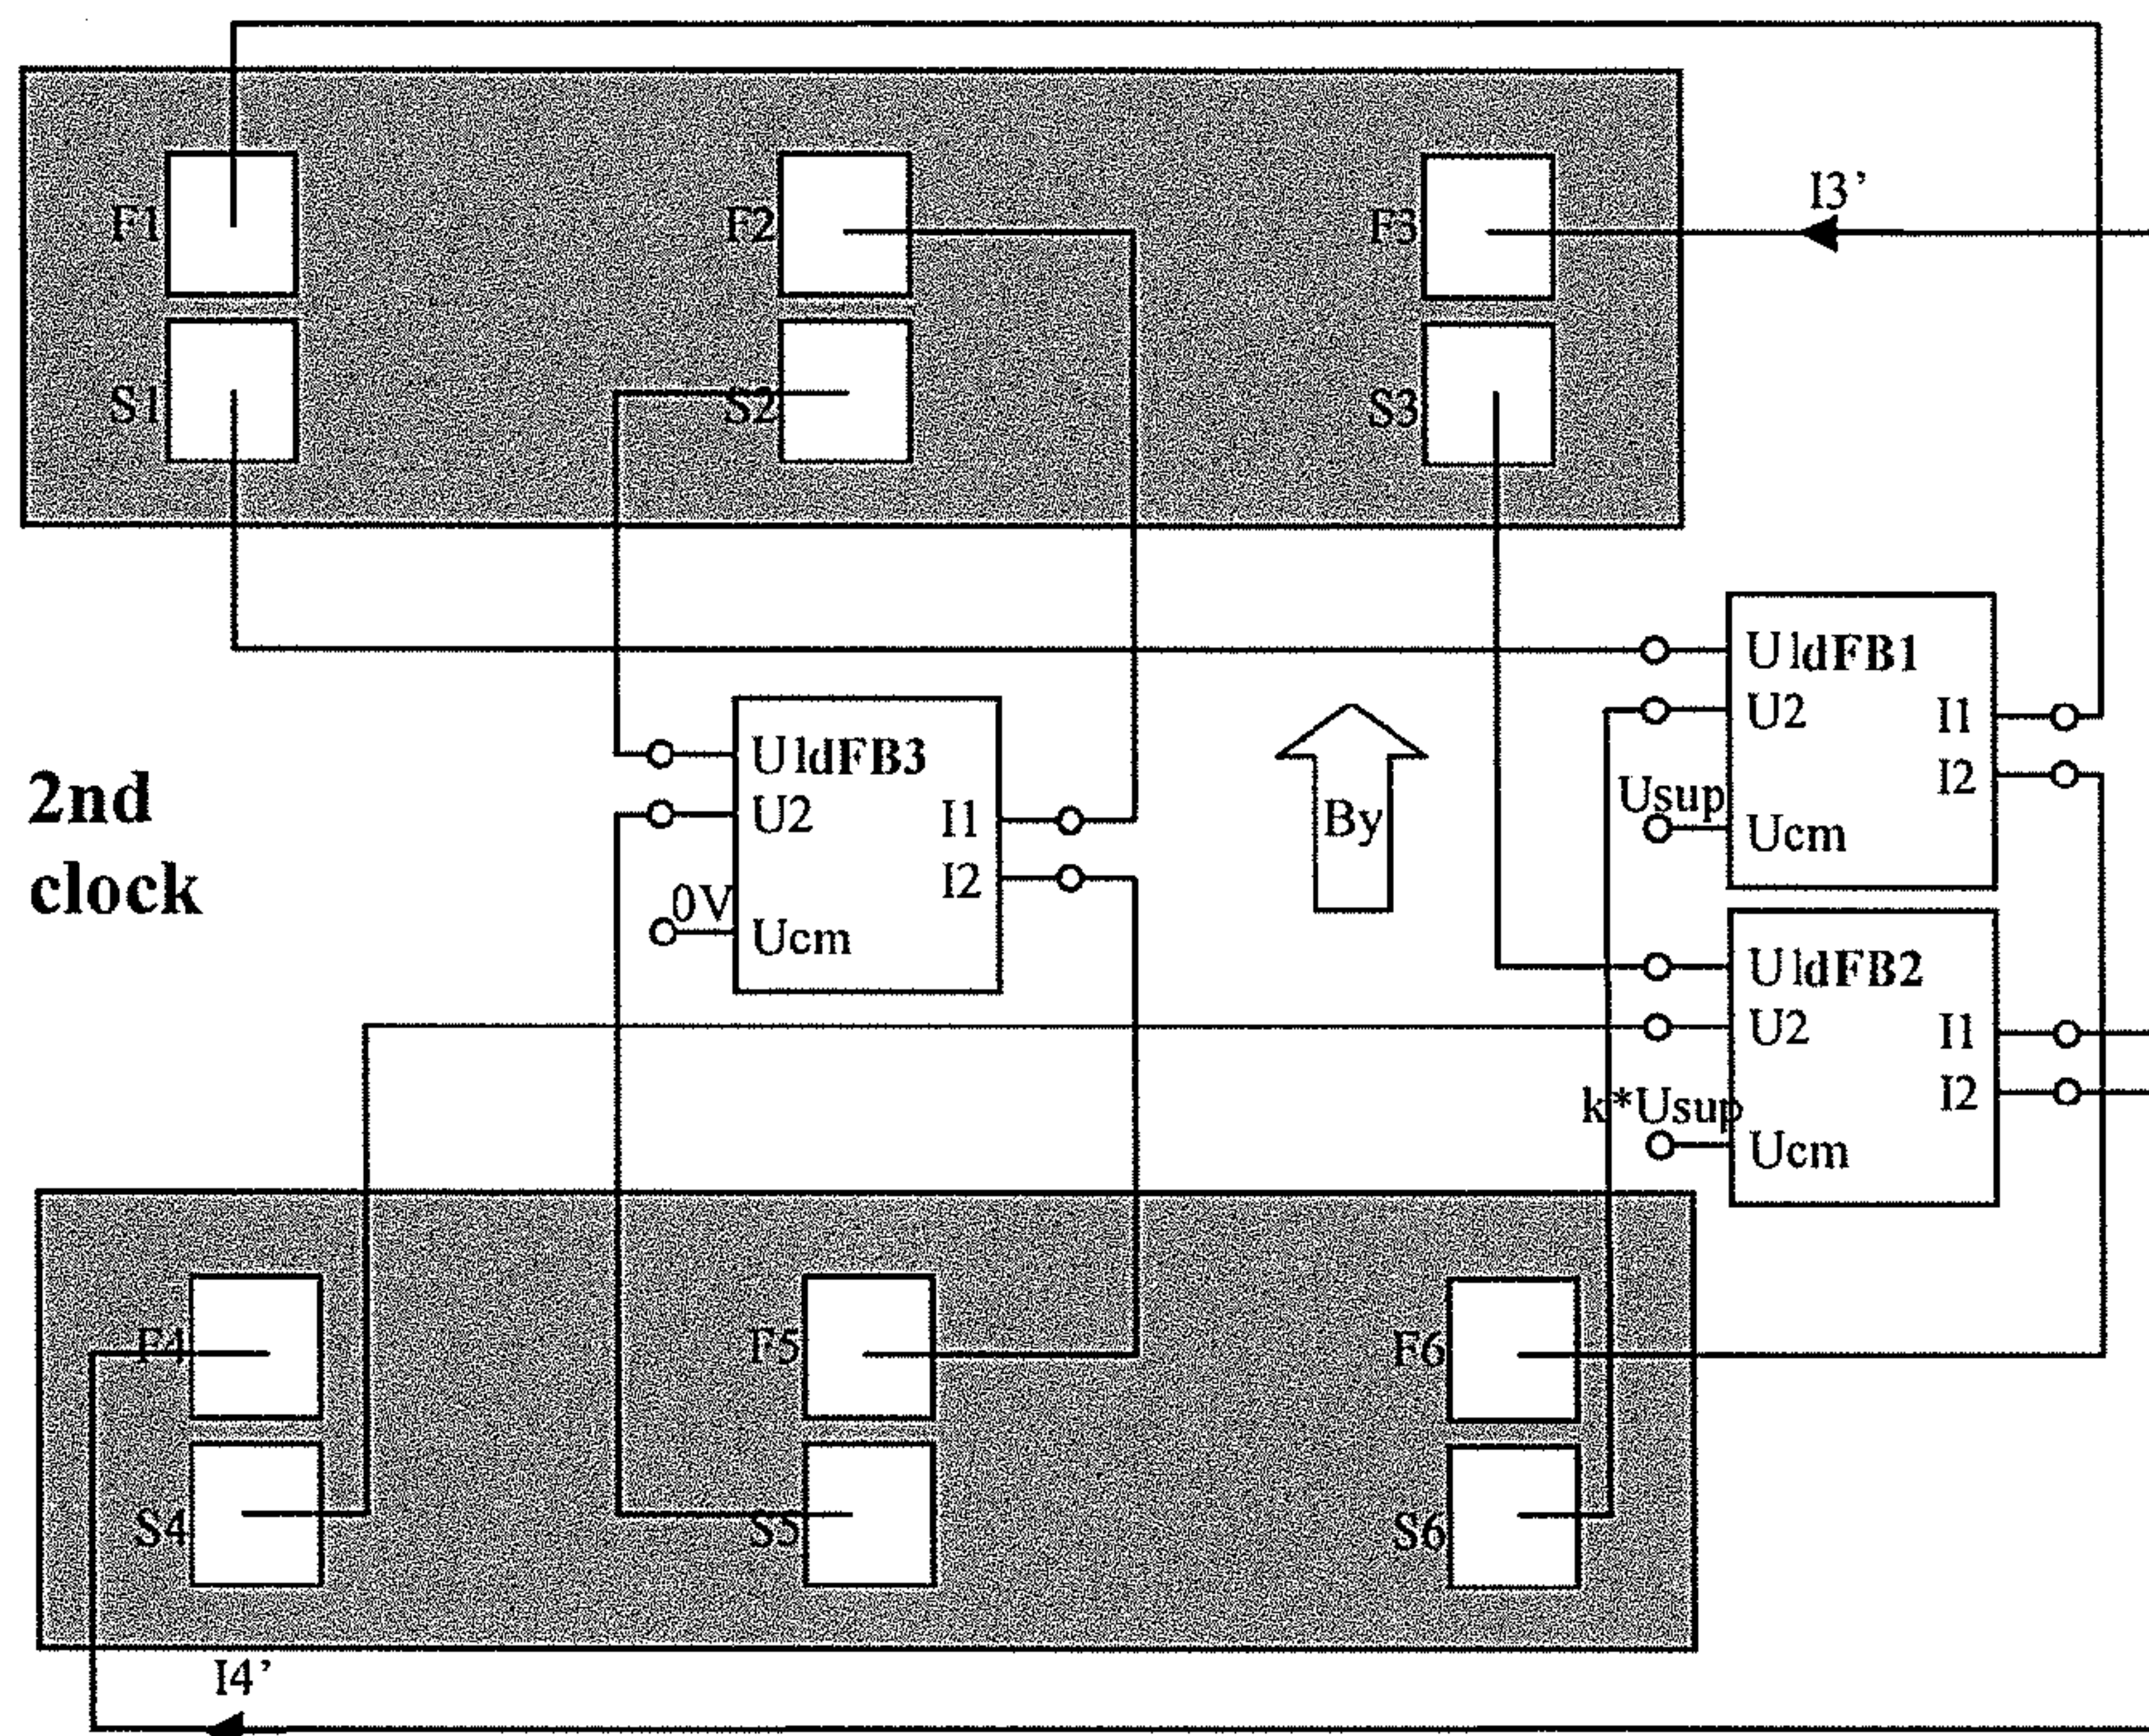 I3’
F1
F2
F3
S1
S2
S3
UldFB1
U2
I1
I2
Usup
Ucm
UldFB3
U2
I1
I2
0V
Ucm
By
2nd
clock
UldFB2
U2
I1
I2
k*Usup
Ucm
F4
F5
F6
S4
S5
S6
I4’